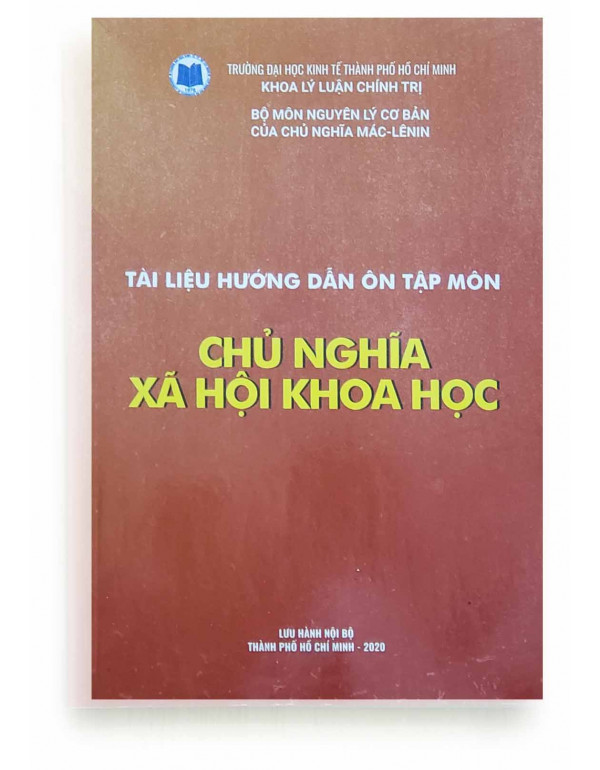 TRƯỜNG ĐẠI HỌC KINH TẾ THÀNH PHỐ HỒ CHÍ MINH
KHOA LÝ LUẬN CHÍNH TRỊ
BỘ MÔN NGUYÊN LÝ CƠ BẢN
CỦA CHỦ NGHĨA MÁC-LÊNIN
TÀI LIỆU HƯỚNG DẪN ÔN TẬP MÔN
CHỦ NGHĨA
XÃ HỘI KHOA HỌC
LƯU HÀNH NỘI BỘ
THÀNH PHỐ HỒ CHÍ MINH - 2020